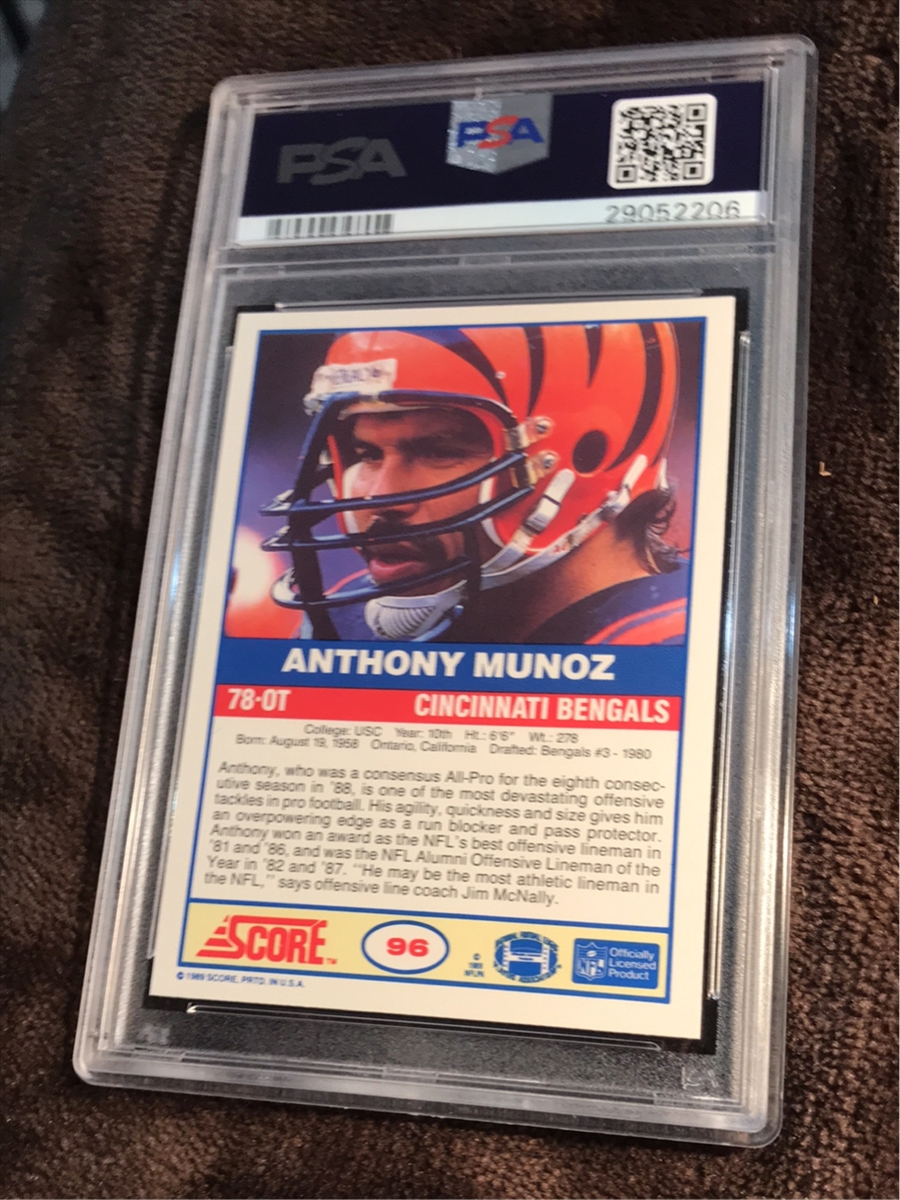 PSA
PSA
29052206
ANTHONY MUNOZ
78·OT CINCINNATI BENGALS
College: USC Year: 10th Ht.: 6'6" Wt.: 278
Born: August 19, 1958 Ontario, California Drafted: Bengals #3 - 1980
Anthony, who was a consensus All-Pro for the eighth consec-
utive season in '88, is one of the most devastating offensive
tackles in pro football. His agility, quickness and size gives him
an overpowering edge as a run blocker and pass protector.
Anthony won an award as the NFL's best offensive lineman in
'81 and '86, and was the NFL Alumni Offensive Lineman of the
Year in '82 and '87. "He may be the most athletic lineman in
the NFL," says offensive line coach Jim McNally.
SCORE™
96
NFL
Officially
Licensed
Product
© 1989 SCORE, PRTD. IN U.S.A.